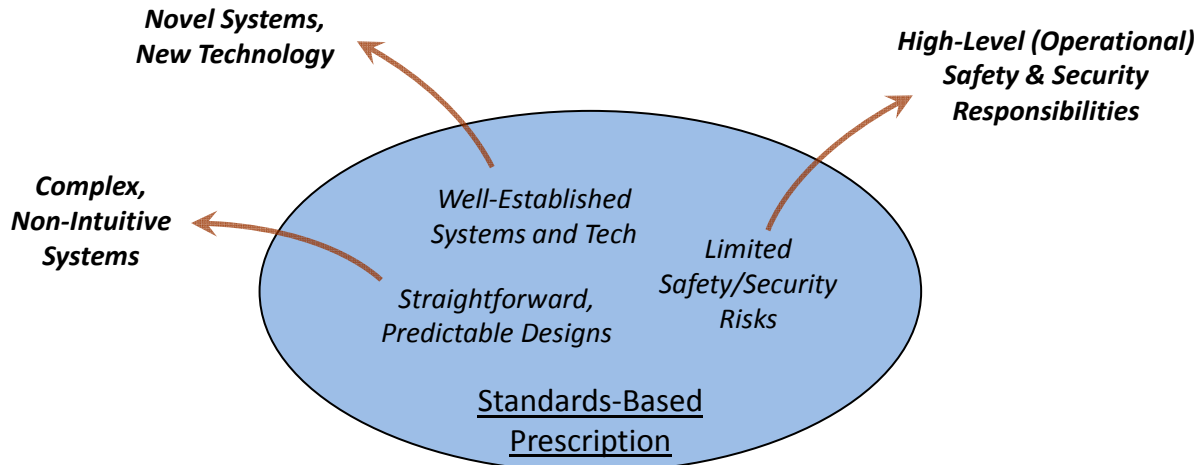 Novel Systems,
New Technology
High-Level (Operational)
Safety & Security
Responsibilities
Complex,
Non-Intuitive
Systems
Well-Established
Systems and Tech
Limited
Safety/Security
Risks
Straightforward,
Predictable Designs
Standards-Based
Prescription